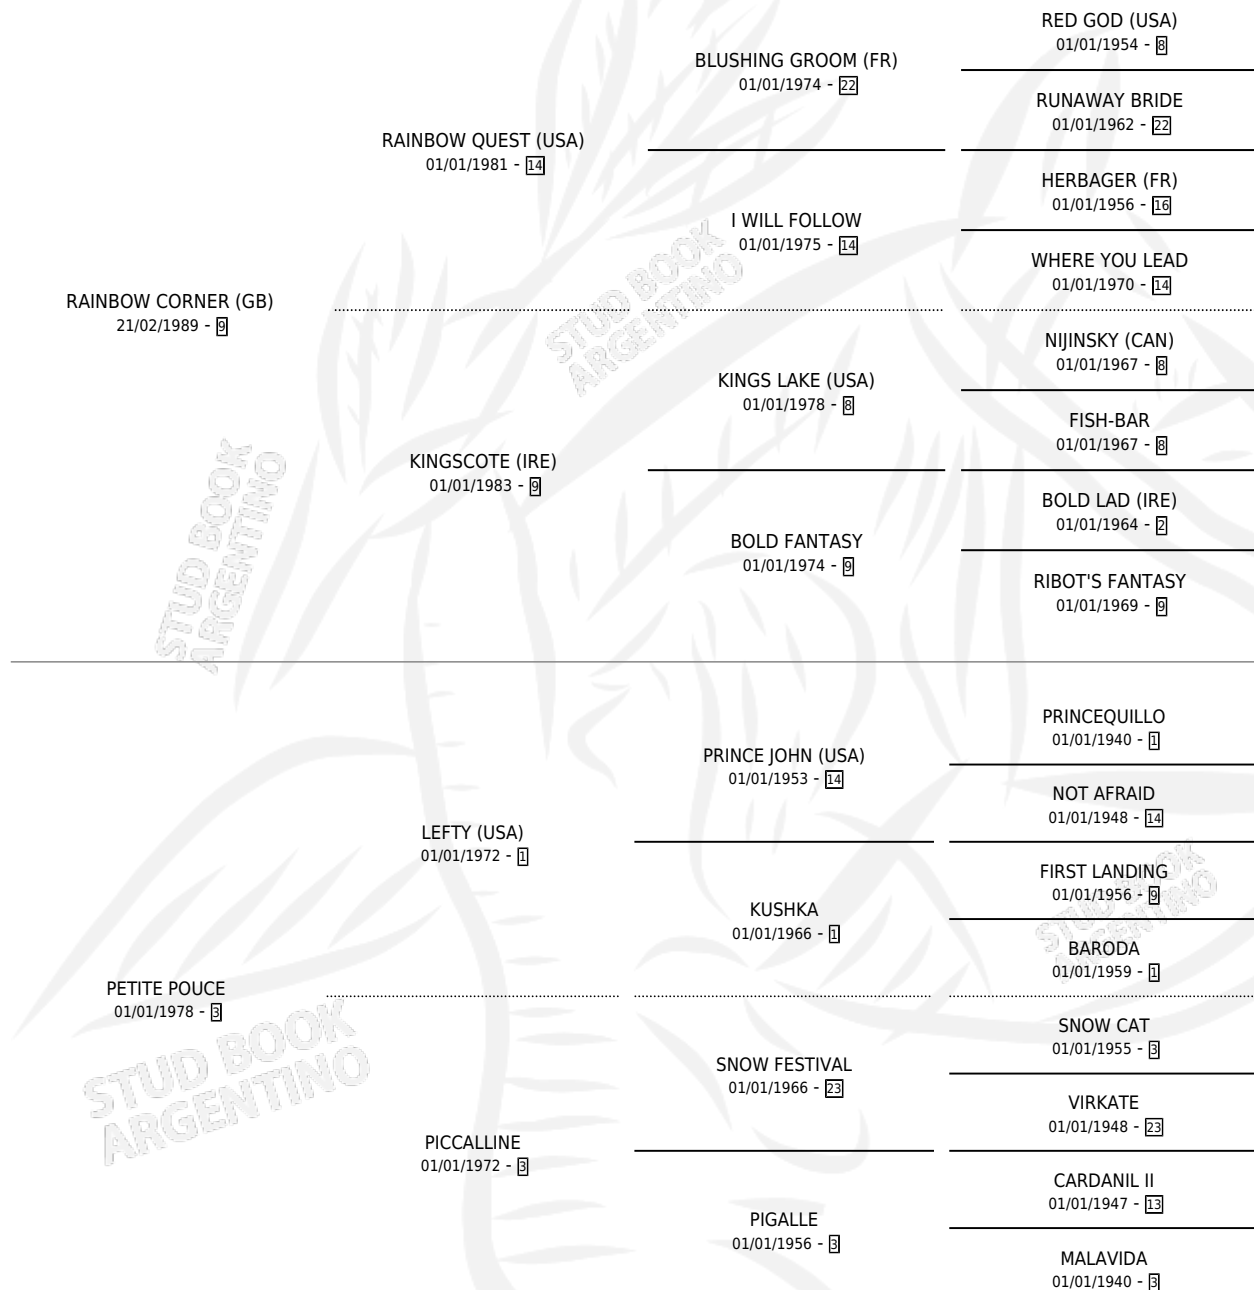 RED GOD (USA)
01/01/1954 - 8
BLUSHING GROOM (FR)
01/01/1974 - 22
RUNAWAY BRIDE
01/01/1962 - 22
RAINBOW QUEST (USA)
01/01/1981 - 14
HERBAGER (FR)
01/01/1956 - 16
I WILL FOLLOW
01/01/1975 - 14
WHERE YOU LEAD
01/01/1970 - 14
RAINBOW CORNER (GB)
21/02/1989 - 9
NIJINSKY (CAN)
01/01/1967 - 8
KINGS LAKE (USA)
01/01/1978 - 8
FISH-BAR
01/01/1967 - 8
KINGSCOTE (IRE)
01/01/1983 - 9
BOLD LAD (IRE)
01/01/1964 - 2
BOLD FANTASY
01/01/1974 - 9
RIBOT'S FANTASY
01/01/1969 - 9
PRINCEQUILLO
01/01/1940 - 1
PRINCE JOHN (USA)
01/01/1953 - 14
NOT AFRAID
01/01/1948 - 14
LEFTY (USA)
01/01/1972 - 1
FIRST LANDING
01/01/1956 - 9
KUSHKA
01/01/1966 - 1
BARODA
01/01/1959 - 1
PETITE POUCE
01/01/1978 - 3
SNOW CAT
01/01/1955 - 3
SNOW FESTIVAL
01/01/1966 - 23
VIRKATE
01/01/1948 - 23
PICCALLINE
01/01/1972 - 3
CARDANIL II
01/01/1947 - 13
PIGALLE
01/01/1956 - 3
MALAVIDA
01/01/1940 - 3
STUD BOOK
ARGENTINO
STUD BOOK
ARGENTINO
STUD BOOK
ARGENTINO
STUD BOOK
ARGENTINO